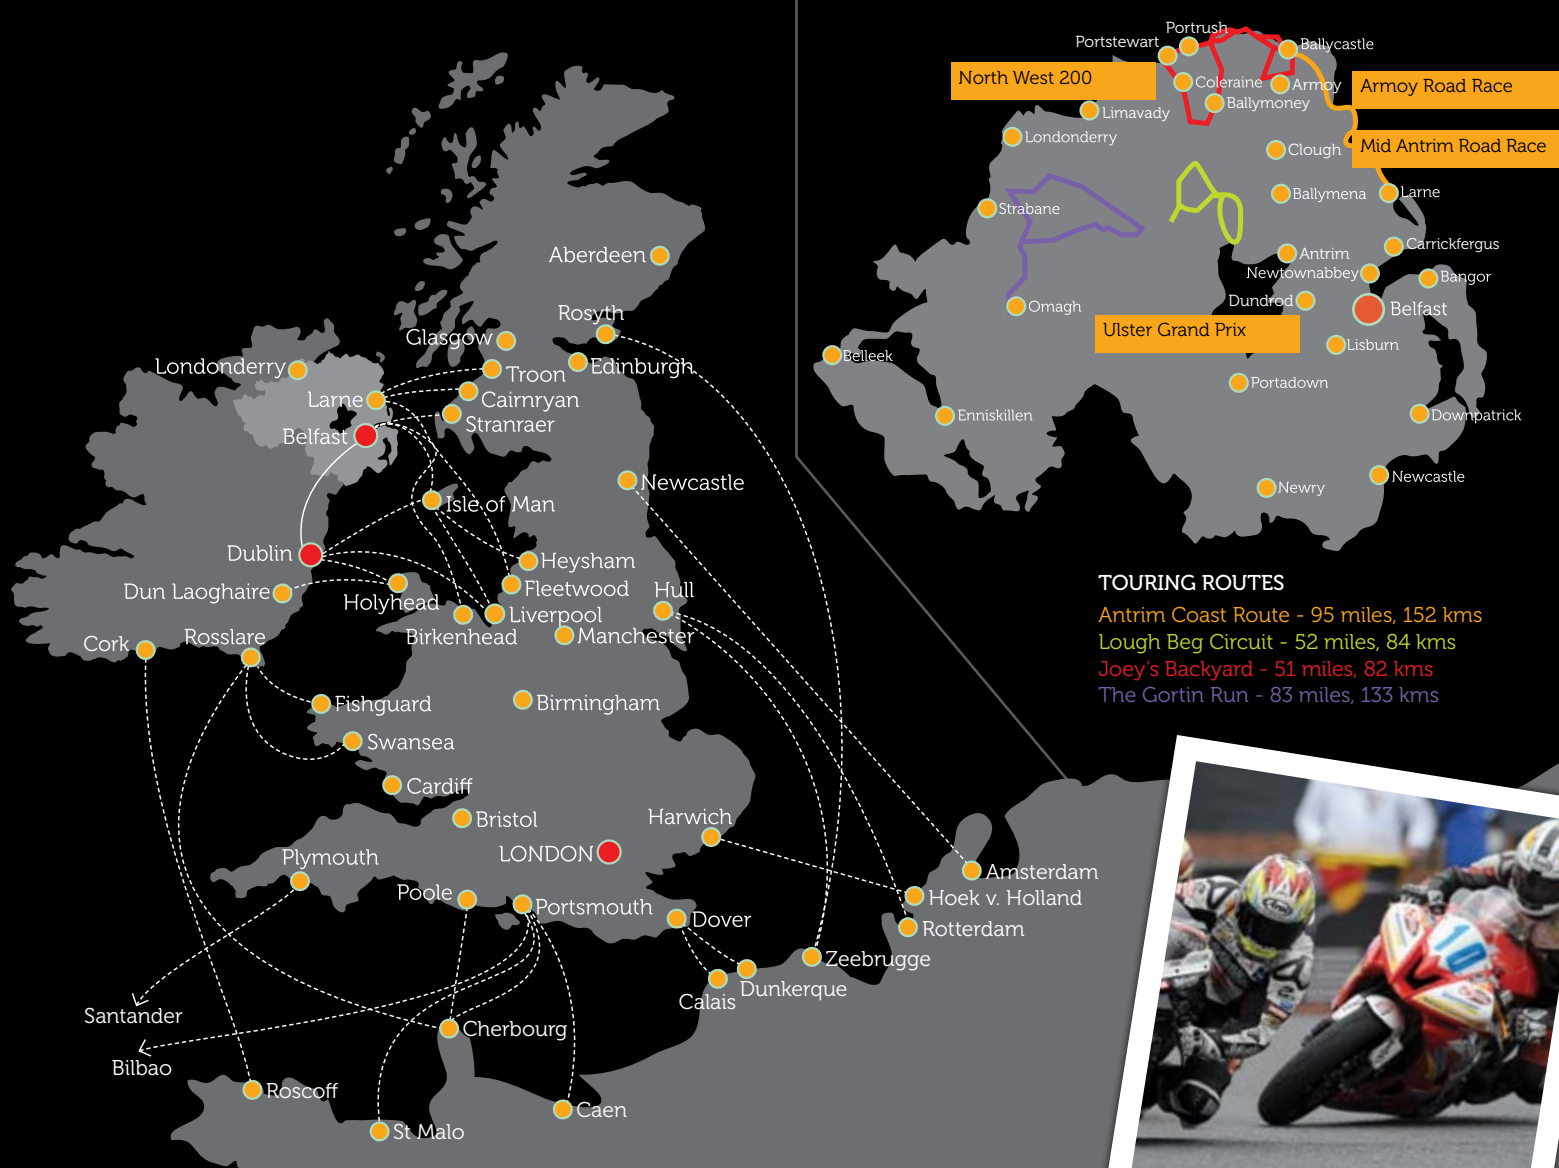 Aberdeen
Rosyth
Glasgow
Edinburgh
Londonderry
Troon
Larne
Cairnryan
Stranraer
Belfast
Newcastle
Isle of Man
Dublin
Heysham
Dun Laoghaire
Fleetwood
Hull
Holyhead
Liverpool
Birkenhead
Manchester
Cork
Rosslare
Fishguard
Birmingham
Swansea
Cardiff
Bristol
Harwich
LONDON
Plymouth
Poole
Portsmouth
Dover
Amsterdam
Hoek v. Holland
Rotterdam
Zeebrugge
Dunkerque
Calais
Santander
Cherbourg
Bilbao
Roscoff
Caen
St Malo
Portrush
Portstewart
Ballycastle
North West 200
Coleraine
Armoy
Armoy Road Race
Ballymoney
Limavady
Londonderry
Clough
Mid Antrim Road Race
Ballymena
Larne
Strabane
Carrickfergus
Antrim
Newtownabbey
Bangor
Dundrod
Omagh
Belfast
Ulster Grand Prix
Lisburn
Belleek
Portadown
Enniskillen
Downpatrick
Newcastle
Newry
TOURING ROUTES
Antrim Coast Route - 95 miles, 152 kms
Lough Beg Circuit - 52 miles, 84 kms
Joey's Backyard - 51 miles, 82 kms
The Gortin Run - 83 miles, 133 kms
10